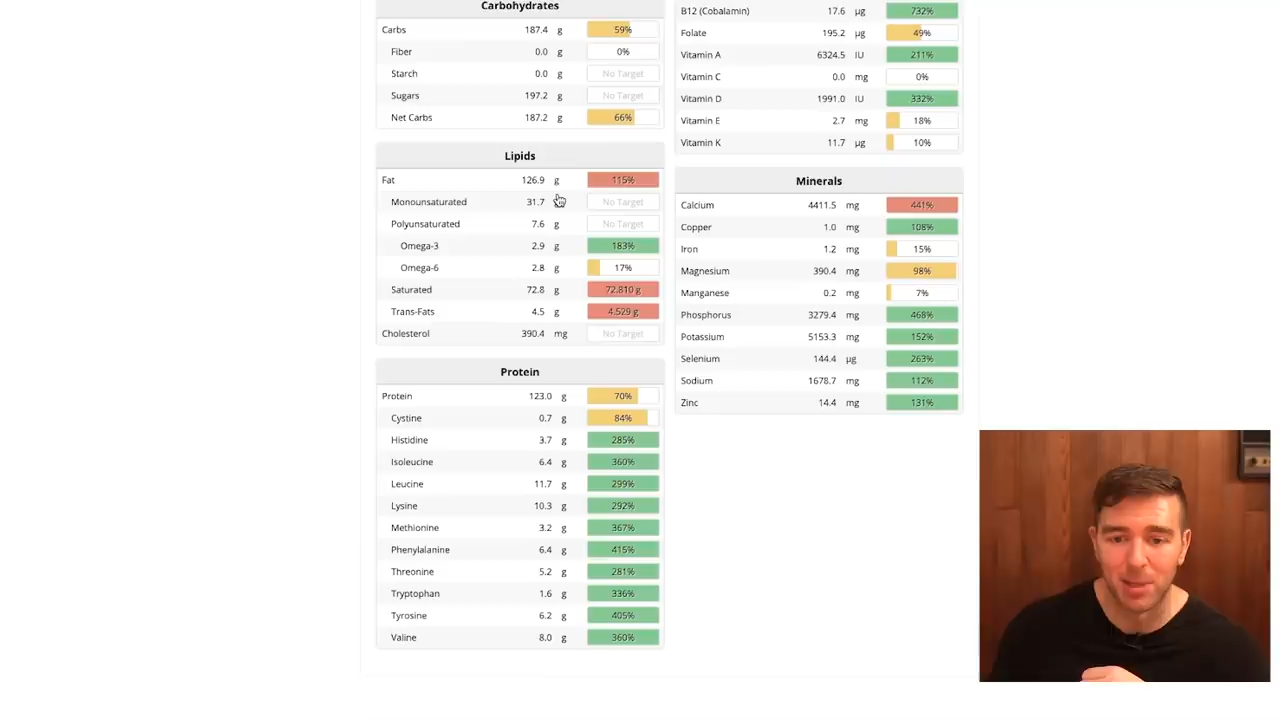 Carbohydrates
Carbs 187.4 g 59%
Fiber 0.0 g 0%
Starch 0.0 g No Target
Sugars 197.2 g No Target
Net Carbs 187.2 g 66%
Lipids
Fat 126.9 g 115%
Monounsaturated 31.7 No Target
Polyunsaturated 7.6 g No Target
Omega-3 2.9 g 183%
Omega-6 2.8 g 17%
Saturated 72.8 g 72.810 g
Trans-Fats 4.5 g 4.529 g
Cholesterol 390.4 mg No Target
Protein
Protein 123.0 g 70%
Cystine 0.7 g 84%
Histidine 3.7 g 285%
Isoleucine 6.4 g 360%
Leucine 11.7 g 299%
Lysine 10.3 g 292%
Methionine 3.2 g 367%
Phenylalanine 6.4 g 415%
Threonine 5.2 g 281%
Tryptophan 1.6 g 336%
Tyrosine 6.2 g 405%
Valine 8.0 g 360%
B12 (Cobalamin) 17.6 µg 732%
Folate 195.2 µg 49%
Vitamin A 6324.5 IU 211%
Vitamin C 0.0 mg 0%
Vitamin D 1991.0 IU 332%
Vitamin E 2.7 mg 18%
Vitamin K 11.7 µg 10%
Minerals
Calcium 4411.5 mg 441%
Copper 1.0 mg 108%
Iron 1.2 mg 15%
Magnesium 390.4 mg 98%
Manganese 0.2 mg 7%
Phosphorus 3279.4 mg 468%
Potassium 5153.3 mg 152%
Selenium 144.4 µg 263%
Sodium 1678.7 mg 112%
Zinc 14.4 mg 131%